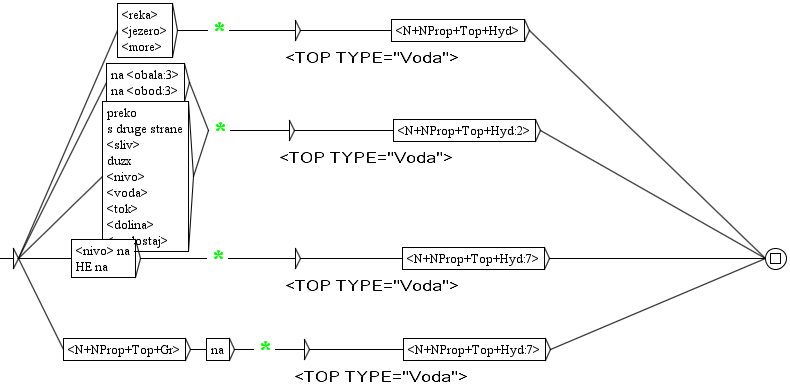 <reka>
<jezero>
<more>
*
<N+NProp+Top+Hyd>
<TOP TYPE="Voda">
na <obala:3>
na <obod:3>
preko
s druge strane
<sliv>
duzx
<nivo>
<voda>
<tok>
<dolina>
*
<N+NProp+Top+Hyd:2>
<TOP TYPE="Voda">
<nivo> na
HE na
*
<N+NProp+Top+Hyd:7>
<TOP TYPE="Voda">
<N+NProp+Top+Gr>
na
*
<N+NProp+Top+Hyd:7>
<TOP TYPE="Voda">